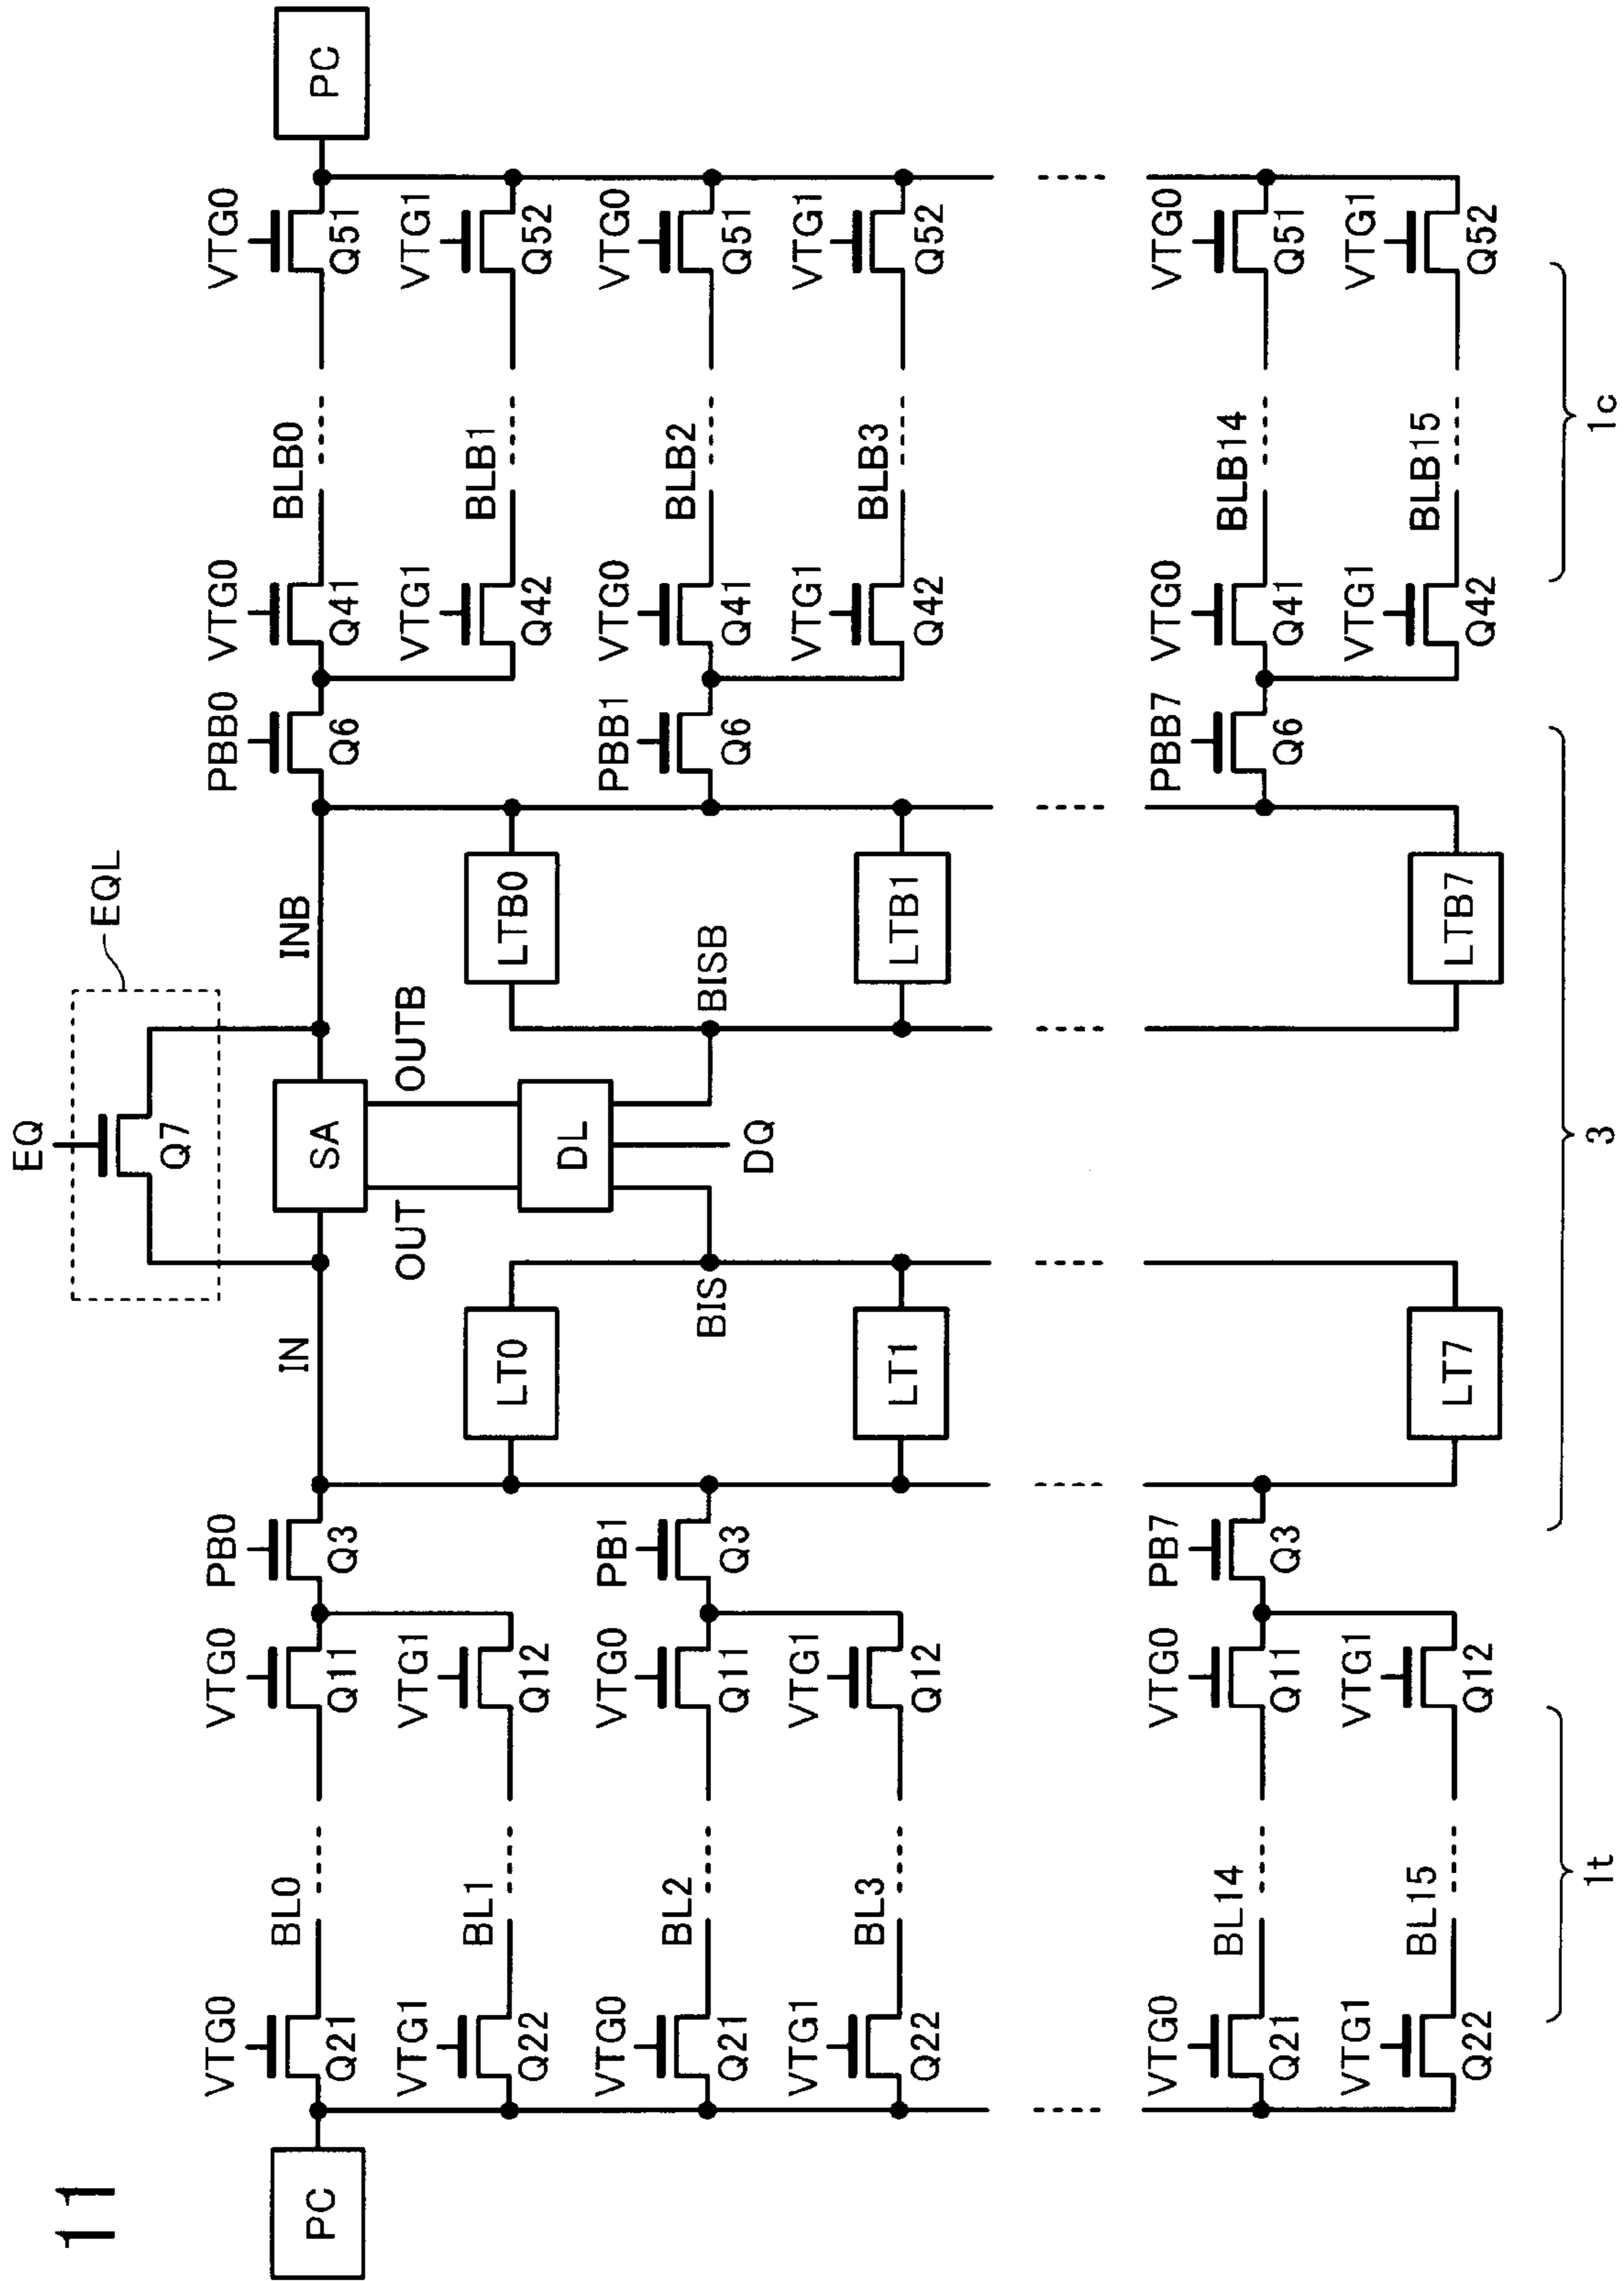 11
EQ
EQL
Q7
PC
VTG0
Q21
BL0
VTG0
Q11
PB0
Q3
IN
SA
INB
PBB0
Q6
VTG0
Q41
BLB0
VTG0
Q51
PC
OUT
OUTB
VTG1
Q22
BL1
VTG1
Q12
LT0
DL
LTB0
VTG1
Q42
BLB1
VTG1
Q52
VTG0
Q21
BL2
VTG0
Q11
PB1
Q3
BIS
DQ
BISB
PBB1
Q6
VTG0
Q41
BLB2
VTG0
Q51
VTG1
Q22
BL3
VTG1
Q12
LT1
LTB1
VTG1
Q42
BLB3
VTG1
Q52
VTG0
Q21
BL14
VTG0
Q11
PB7
Q3
PBB7
Q6
VTG0
Q41
BLB14
VTG0
Q51
VTG1
Q22
BL15
VTG1
Q12
LT7
LTB7
VTG1
Q42
BLB15
VTG1
Q52
1t
3
1c